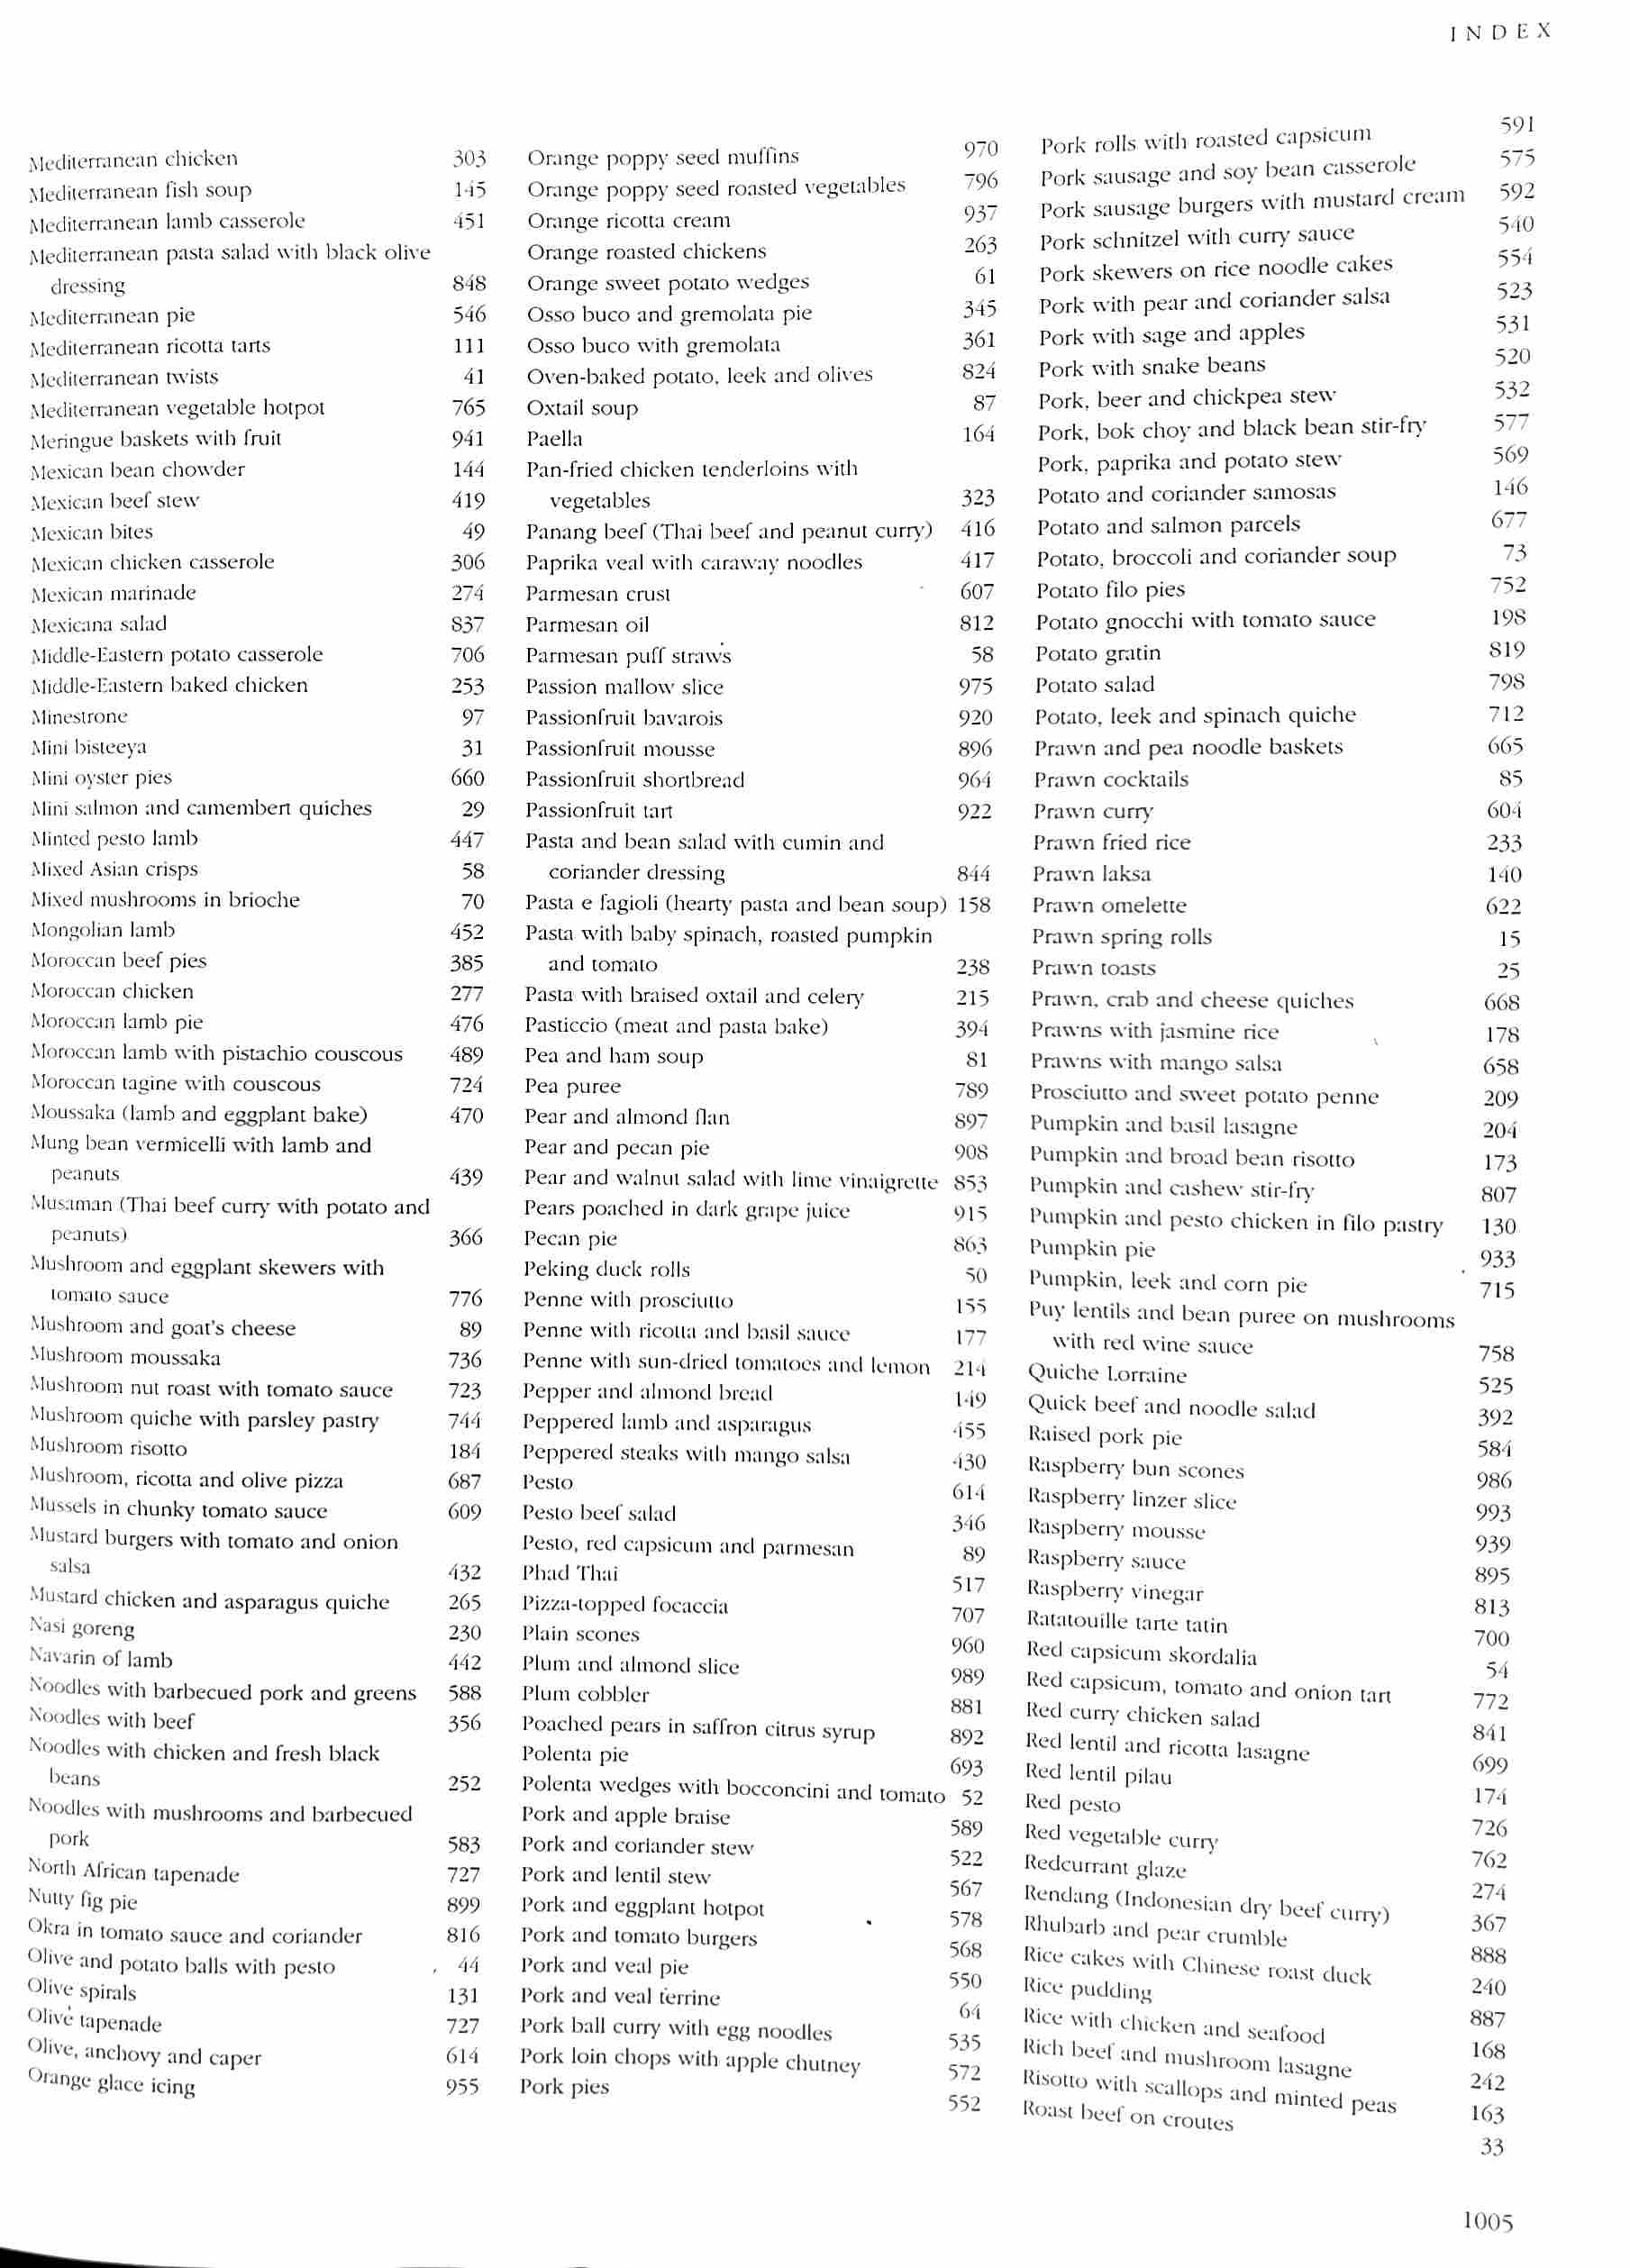 INDEX
Mediterranean chicken 303
Mediterranean fish soup 145
Mediterranean lamb casserole 451
Mediterranean pasta salad with black olive
dressing 848
Mediterranean pie 546
Mediterranean ricotta tarts 111
Mediterranean twists 41
Mediterranean vegetable hotpot 765
Meringue baskets with fruit 941
Mexican bean chowder 144
Mexican beef stew 419
Mexican bites 49
Mexican chicken casserole 306
Mexican marinade 274
Mexicana salad 837
Middle-Eastern potato casserole 706
Middle-Eastern baked chicken 253
Minestrone 97
Mini bisteeya 31
Mini oyster pies 660
Mini salmon and camembert quiches 29
Minted pesto lamb 447
Mixed Asian crisps 58
Mixed mushrooms in brioche 70
Mongolian lamb 452
Moroccan beef pies 385
Moroccan chicken 277
Moroccan lamb pie 476
Moroccan lamb with pistachio couscous 489
Moroccan tagine with couscous 724
Moussaka (lamb and eggplant bake) 470
Mung bean vermicelli with lamb and
peanuts 439
Musaman (Thai beef curry with potato and
peanuts) 366
Mushroom and eggplant skewers with
tomato sauce 776
Mushroom and goat's cheese 89
Mushroom moussaka 736
Mushroom nut roast with tomato sauce 723
Mushroom quiche with parsley pastry 744
Mushroom risotto 184
Mushroom, ricotta and olive pizza 687
Mussels in chunky tomato sauce 609
Mustard burgers with tomato and onion
salsa 432
Mustard chicken and asparagus quiche 265
Nasi goreng 230
Navarin of lamb 442
Noodles with barbecued pork and greens 588
Noodles with beef 356
Noodles with chicken and fresh black
beans 252
Noodles with mushrooms and barbecued
pork 583
North African tapenade 727
Nutty fig pie 899
Okra in tomato sauce and coriander 816
Olive and potato balls with pesto 44
Olive spirals 131
Olive tapenade 727
Olive, anchovy and caper 614
Orange glace icing 955
Orange poppy seed muffins 970
Orange poppy seed roasted vegetables 796
Orange ricotta cream 937
Orange roasted chickens 263
Orange sweet potato wedges 61
Osso buco and gremolata pie 345
Osso buco with gremolata 361
Oven-baked potato, leek and olives 824
Oxtail soup 87
Paella 164
Pan-fried chicken tenderloins with
vegetables 323
Panang beef (Thai beef and peanut curry) 416
Paprika veal with caraway noodles 417
Parmesan crust 607
Parmesan oil 812
Parmesan puff straws 58
Passion mallow slice 975
Passionfruit bavarois 920
Passionfruit mousse 896
Passionfruit shortbread 964
Passionfruit tart 922
Pasta and bean salad with cumin and
coriander dressing 844
Pasta e fagioli (hearty pasta and bean soup) 158
Pasta with baby spinach, roasted pumpkin
and tomato 238
Pasta with braised oxtail and celery 215
Pasticcio (meat and pasta bake) 394
Pea and ham soup 81
Pea puree 789
Pear and almond flan 897
Pear and pecan pie 908
Pear and walnut salad with lime vinaigrette 853
Pears poached in dark grape juice 915
Pecan pie 863
Peking duck rolls 50
Penne with prosciutto 155
Penne with ricotta and basil sauce 177
Penne with sun-dried tomatoes and lemon 214
Pepper and almond bread 149
Peppered lamb and asparagus 455
Peppered steaks with mango salsa 430
Pesto 614
Pesto beef salad 346
Pesto, red capsicum and parmesan 89
Phad Thai 517
Pizza-topped focaccia 707
Plain scones 960
Plum and almond slice 989
Plum cobbler 881
Poached pears in saffron citrus syrup 892
Polenta pie 693
Polenta wedges with bocconcini and tomato 52
Pork and apple braise 589
Pork and coriander stew 522
Pork and lentil stew 567
Pork and eggplant hotpot 578
Pork and tomato burgers 568
Pork and veal pie 550
Pork and veal terrine 64
Pork ball curry with egg noodles 535
Pork loin chops with apple chutney 572
Pork pies 552
Pork rolls with roasted capsicum 591
Pork sausage and soy bean casserole 575
Pork sausage burgers with mustard cream 592
Pork schnitzel with curry sauce 540
Pork skewers on rice noodle cakes 554
Pork with pear and coriander salsa 523
Pork with sage and apples 531
Pork with snake beans 520
Pork, beer and chickpea stew 532
Pork, bok choy and black bean stir-fry 577
Pork, paprika and potato stew 569
Potato and coriander samosas 146
Potato and salmon parcels 677
Potato, broccoli and coriander soup 73
Potato filo pies 752
Potato gnocchi with tomato sauce 198
Potato gratin 819
Potato salad 798
Potato, leek and spinach quiche 712
Prawn and pea noodle baskets 665
Prawn cocktails 85
Prawn curry 604
Prawn fried rice 233
Prawn laksa 140
Prawn omelette 622
Prawn spring rolls 15
Prawn toasts 25
Prawn, crab and cheese quiches 668
Prawns with jasmine rice 178
Prawns with mango salsa 658
Prosciutto and sweet potato penne 209
Pumpkin and basil lasagne 204
Pumpkin and broad bean risotto 173
Pumpkin and cashew stir-fry 807
Pumpkin and pesto chicken in filo pastry 130
Pumpkin pie 933
Pumpkin, leek and corn pie 715
Puy lentils and bean puree on mushrooms
with red wine sauce 758
Quiche Lorraine 525
Quick beef and noodle salad 392
Raised pork pie 584
Raspberry bun scones 986
Raspberry linzer slice 993
Raspberry mousse 939
Raspberry sauce 895
Raspberry vinegar 813
Ratatouille tarte tatin 700
Red capsicum skordalia 54
Red capsicum, tomato and onion tart 772
Red curry chicken salad 841
Red lentil and ricotta lasagne 699
Red lentil pilau 174
Red pesto 726
Red vegetable curry 762
Redcurrant glaze 274
Rendang (Indonesian dry beef curry) 367
Rhubarb and pear crumble 888
Rice cakes with Chinese roast duck 240
Rice pudding 887
Rice with chicken and seafood 168
Rich beef and mushroom lasagne 242
Risotto with scallops and minted peas 163
Roast beef on croutes 33
1005